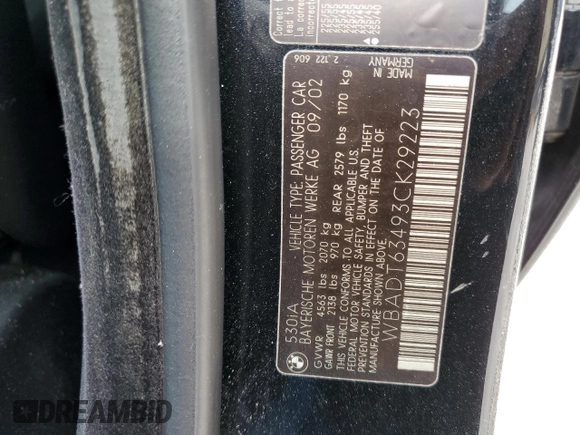 530iA VEHICLE TYPE: PASSENGER CAR MADE IN
BAYERISCHE MOTOREN WERKE AG 09/02 GERMANY
GVWR 4563 lbs 2070 kg
GAWR FRONT 2138 lbs 970 kg REAR 2579 lbs 1170 kg
THIS VEHICLE CONFORMS TO ALL APPLICABLE U.S.
FEDERAL MOTOR VEHICLE SAFETY, BUMPER AND THEFT
PREVENTION STANDARDS IN EFFECT ON THE DATE OF
MANUFACTURE SHOWN ABOVE.
WBADT63493CK29223
2 122 606
DREAMBID